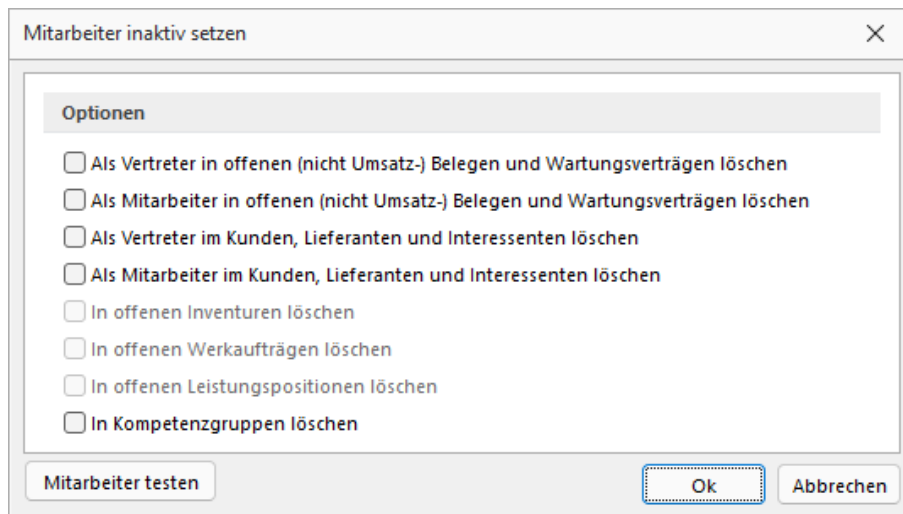 Mitarbeiter inaktiv setzen
Optionen
Als Vertreter in offenen (nicht Umsatz-) Belegen und Wartungsverträgen löschen
Als Mitarbeiter in offenen (nicht Umsatz-) Belegen und Wartungsverträgen löschen
Als Vertreter im Kunden, Lieferanten und Interessenten löschen
Als Mitarbeiter im Kunden, Lieferanten und Interessenten löschen
In offenen Inventuren löschen
In offenen Werkaufträgen löschen
In offenen Leistungspositionen löschen
In Kompetenzgruppen löschen
Mitarbeiter testen Ok Abbrechen